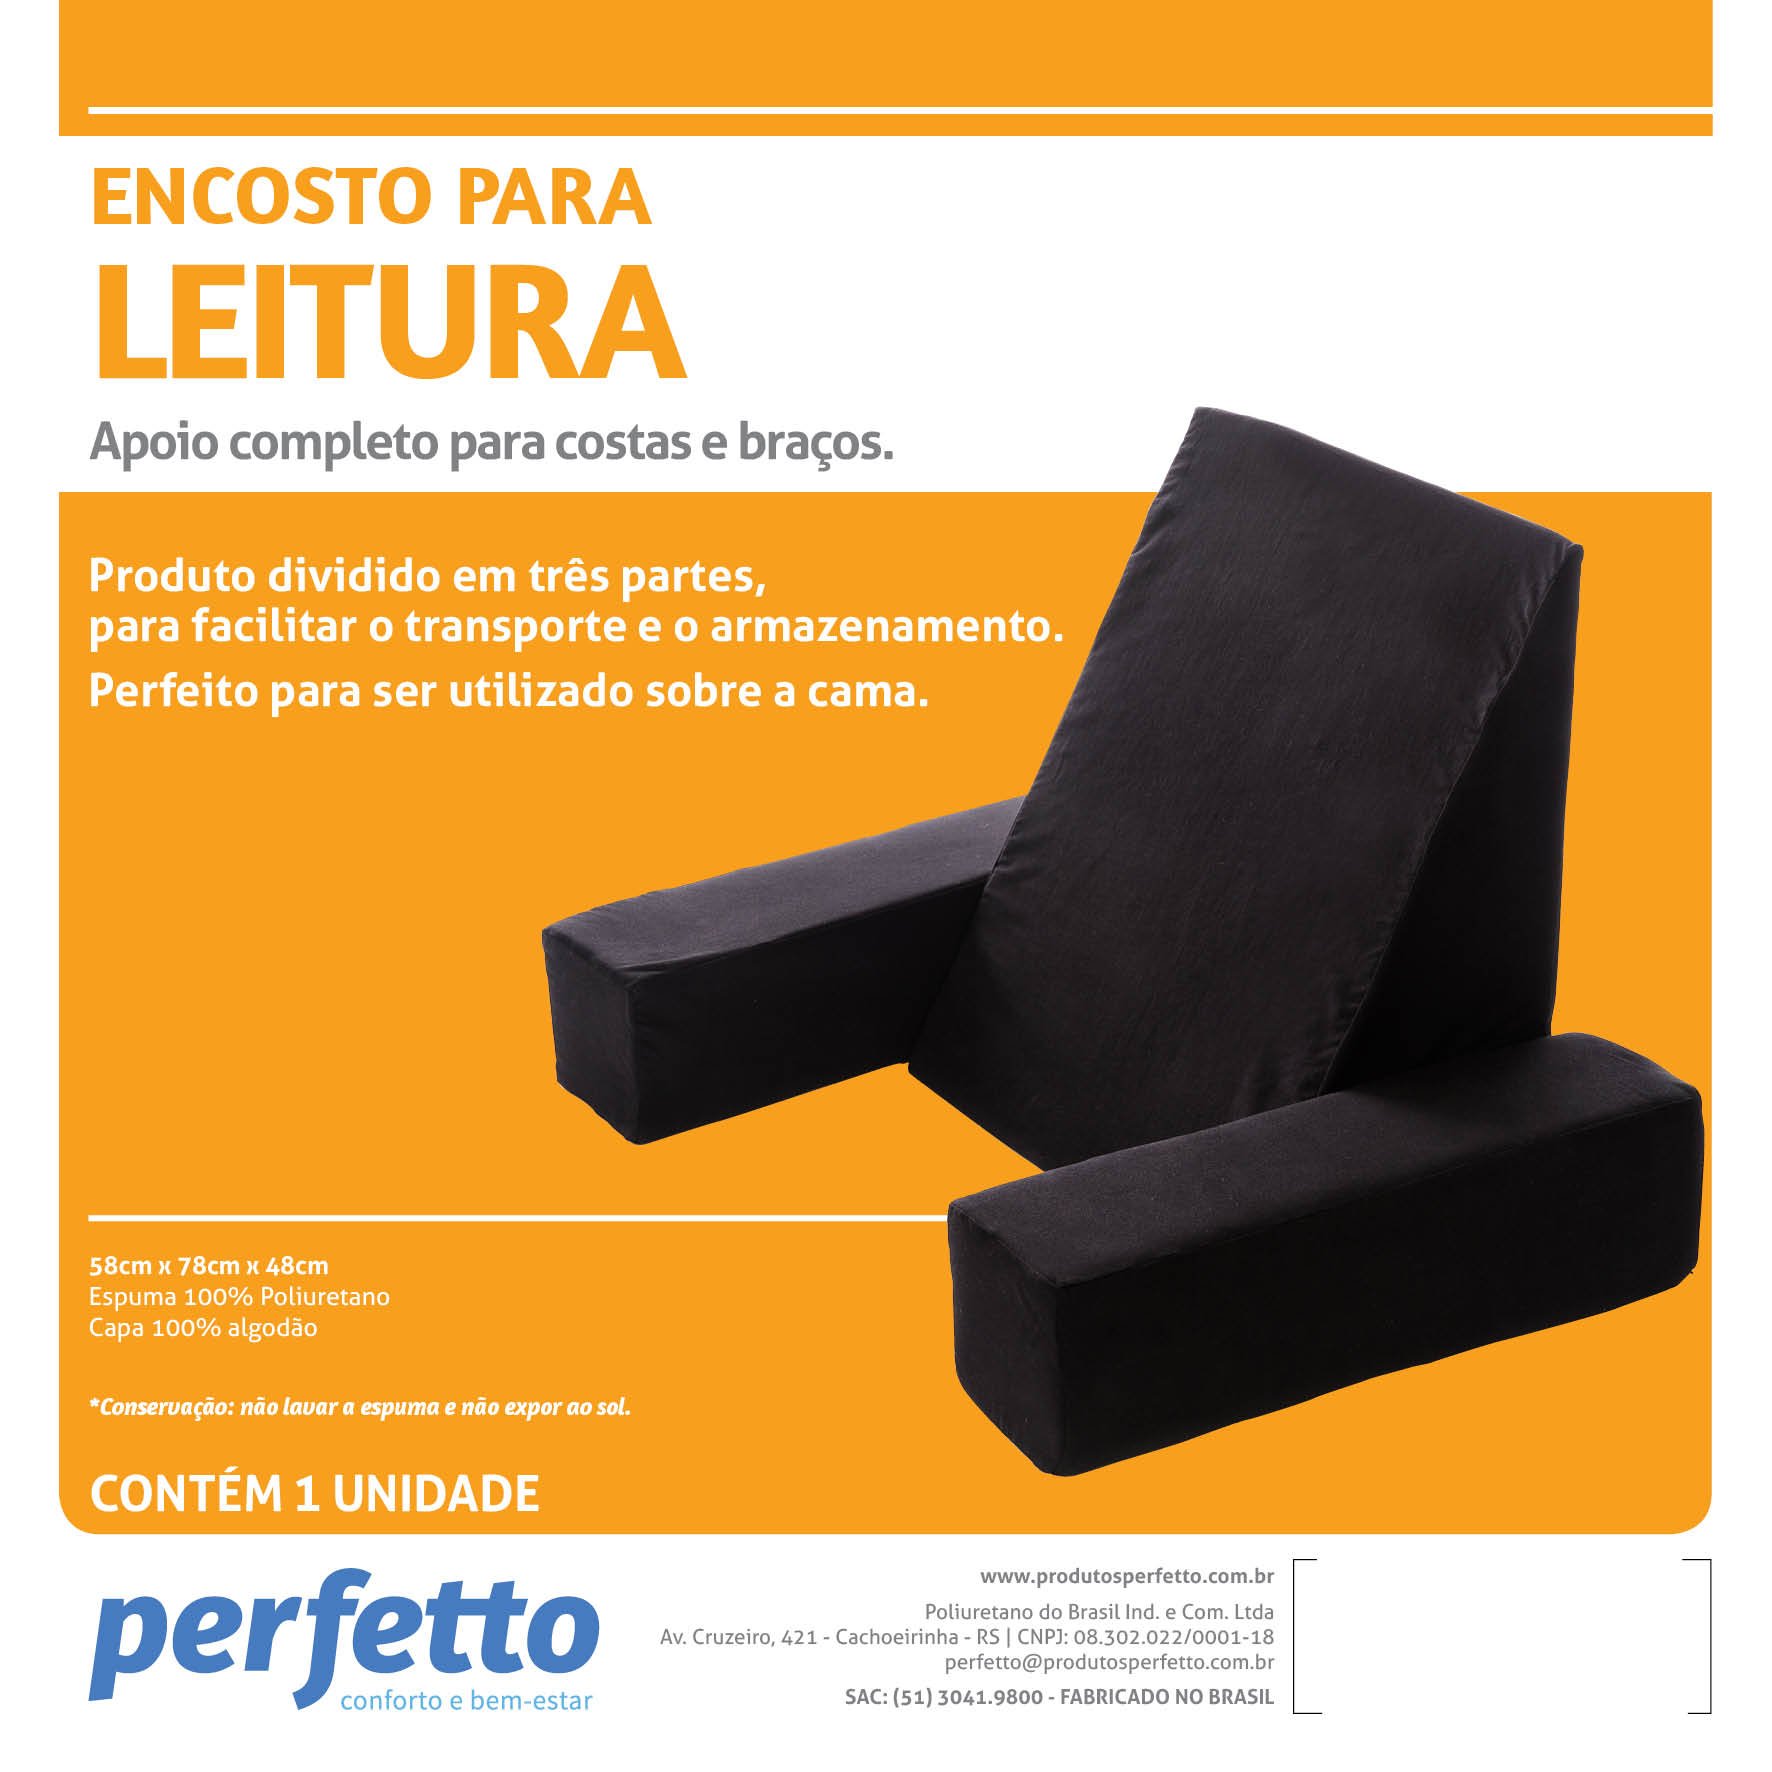 ENCOSTO PARA
LEITURA
Apoio completo para costas e braços.
Produto dividido em três partes,
para facilitar o transporte e o armazenamento.
Perfeito para ser utilizado sobre a cama.
58cm x 78cm x 48cm
Espuma 100% Poliuretano
Capa 100% algodão
*Conservação: não lavar a espuma e não expor ao sol.
CONTÉM 1 UNIDADE
perfetto
conforto e bem-estar
www.produtosperfetto.com.br
Poliuretano do Brasil Ind. e Com. Ltda
Av. Cruzeiro, 421 - Cachoeirinha - RS | CNPJ: 08.302.022/0001-18
perfetto@produtosperfetto.com.br
SAC: (51) 3041.9800 - FABRICADO NO BRASIL